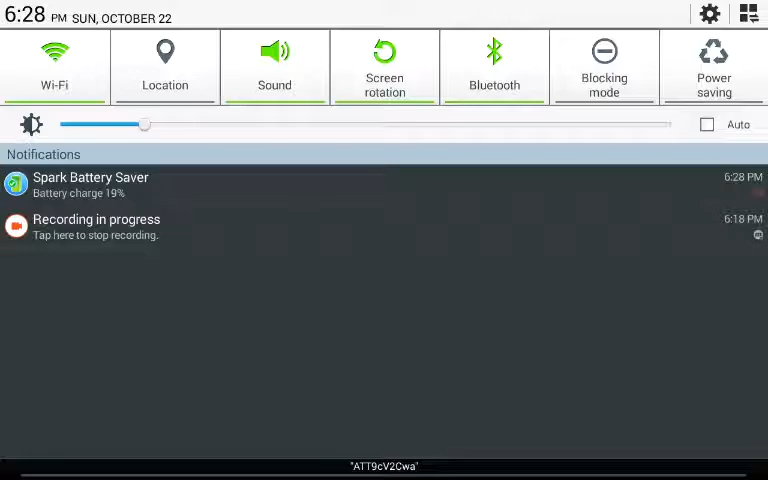 6:28 PM SUN, OCTOBER 22
Wi-Fi
Location
Sound
Screen
rotation
Bluetooth
Blocking
mode
Power
saving
Auto
Notifications
Spark Battery Saver
6:28 PM
Battery charge 19%
Recording in progress
6:18 PM
Tap here to stop recording.
"ATT9cV2Cwa"